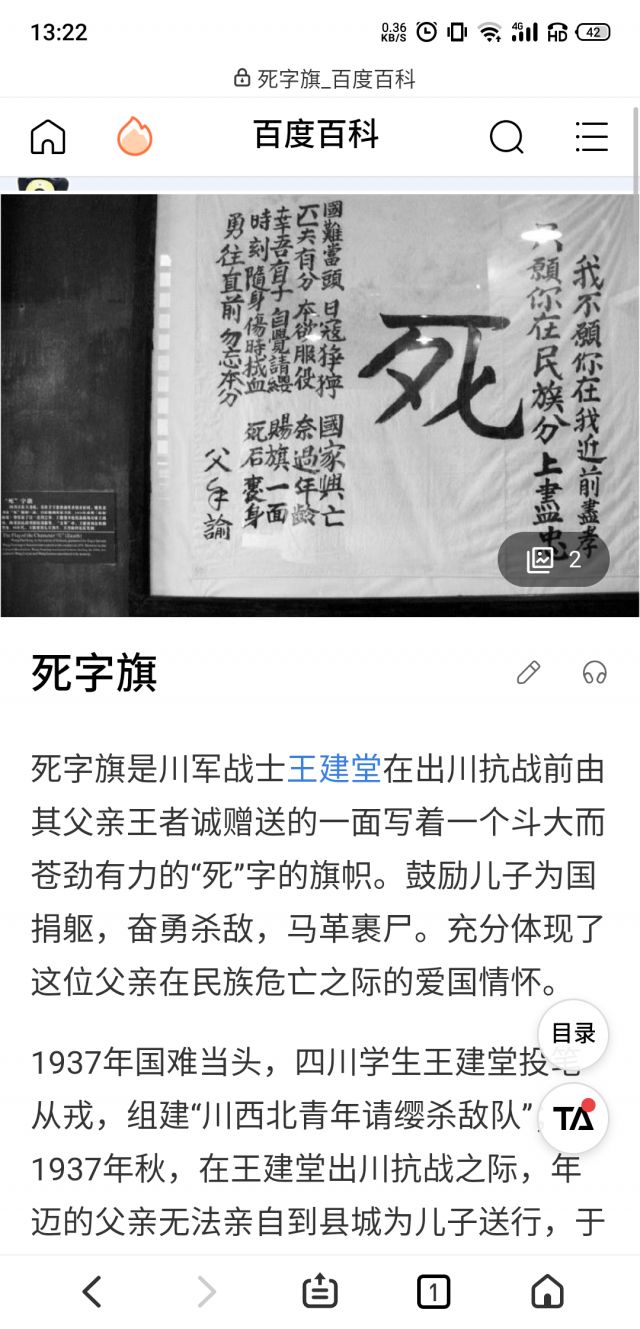 13:22
0.36
KB/S
4G
HD
42
死字旗_百度百科
百度百科
我不願你在我近前盡孝
只願你在民族分上盡忠
死
國難當頭 日寇猙獰 國家興亡
匹夫有分 本欲服役 奈過年齡
幸吾有子 自覺請纓 賜旗一面
時刻隨身 傷時拭血 死後裹身
勇往直前 勿忘本分
父手諭
"死"字旗
2
死字旗
死字旗是川军战士王建堂在出川抗战前由
其父亲王者诚赠送的一面写着一个斗大而
苍劲有力的“死”字的旗帜。鼓励儿子为国
捐躯，奋勇杀敌，马革裹尸。充分体现了
这位父亲在民族危亡之际的爱国情怀。
目录
1937年国难当头，四川学生王建堂投笔
从戎，组建“川西北青年请缨杀敌队”
TA
1937年秋，在王建堂出川抗战之际，年
迈的父亲无法亲自到县城为儿子送行，于
1